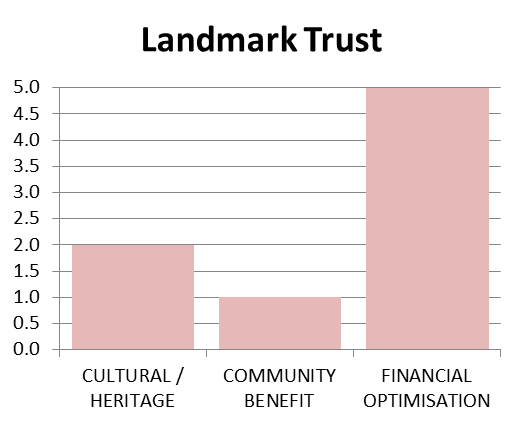 Landmark Trust
5.0
4.5
4.0
3.5
3.0
2.5
2.0
1.5
1.0
0.5
0.0
CULTURAL /
HERITAGE
COMMUNITY
BENEFIT
FINANCIAL
OPTIMISATION